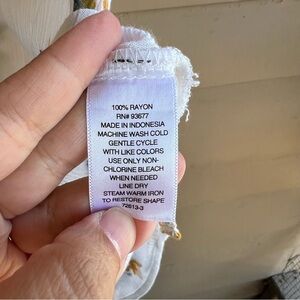 100% RAYON
RN# 93677
MADE IN INDONESIA
MACHINE WASH COLD
GENTLE CYCLE
WITH LIKE COLORS
USE ONLY NON-
CHLORINE BLEACH
WHEN NEEDED
LINE DRY
STEAM WARM IRON
TO RESTORE SHAPE
72613-3